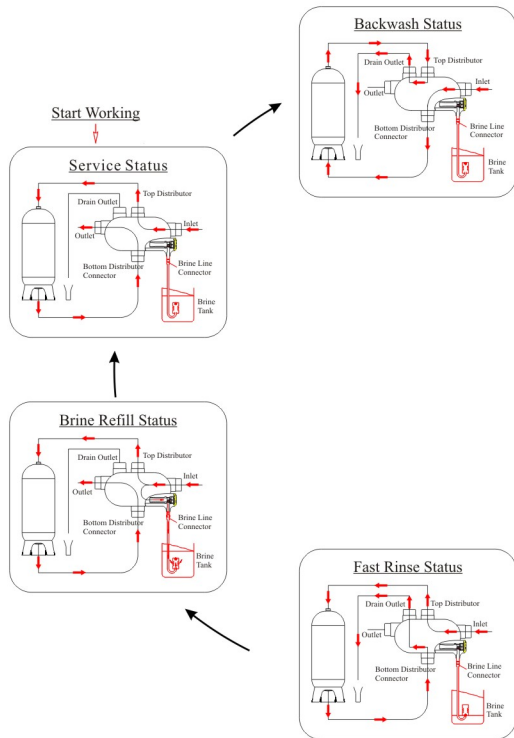 Backwash Status
Top Distributor
Drain Outlet
Inlet
Outlet
Brine Line
Connector
Bottom Distributor
Connector
Brine
Tank
Start Working
Service Status
Top Distributor
Drain Outlet
Inlet
Outlet
Brine Line
Connector
Bottom Distributor
Connector
Brine
Tank
Brine Refill Status
Top Distributor
Drain Outlet
Inlet
Outlet
Brine Line
Connector
Bottom Distributor
Connector
Brine
Tank
Fast Rinse Status
Drain Outlet
Top Distributor
Inlet
Outlet
Brine Line
Connector
Bottom Distributor
Connector
Brine
Tank